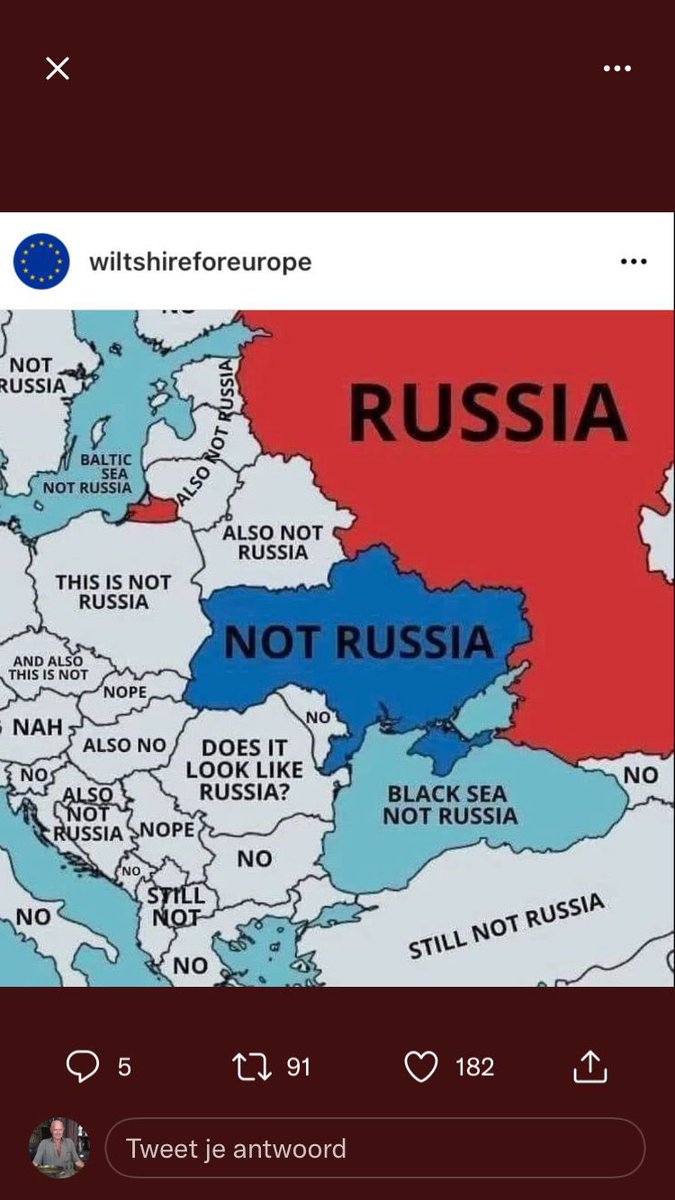 wiltshireforeurope
NO
NOT
RUSSIA
RUSSIA
BALTIC
SEA
NOT RUSSIA
ALSO NOT RUSSIA
ALSO NOT
RUSSIA
THIS IS NOT
RUSSIA
NOT RUSSIA
AND ALSO
THIS IS NOT
NOPE
NO
NAH
ALSO NO
DOES IT
LOOK LIKE
RUSSIA?
NO
NO
ALSO
NOT
RUSSIA
NOPE
BLACK SEA
NOT RUSSIA
NO
NO
STILL
NOT
NO
NO
STILL NOT RUSSIA
5
91
182
Tweet je antwoord